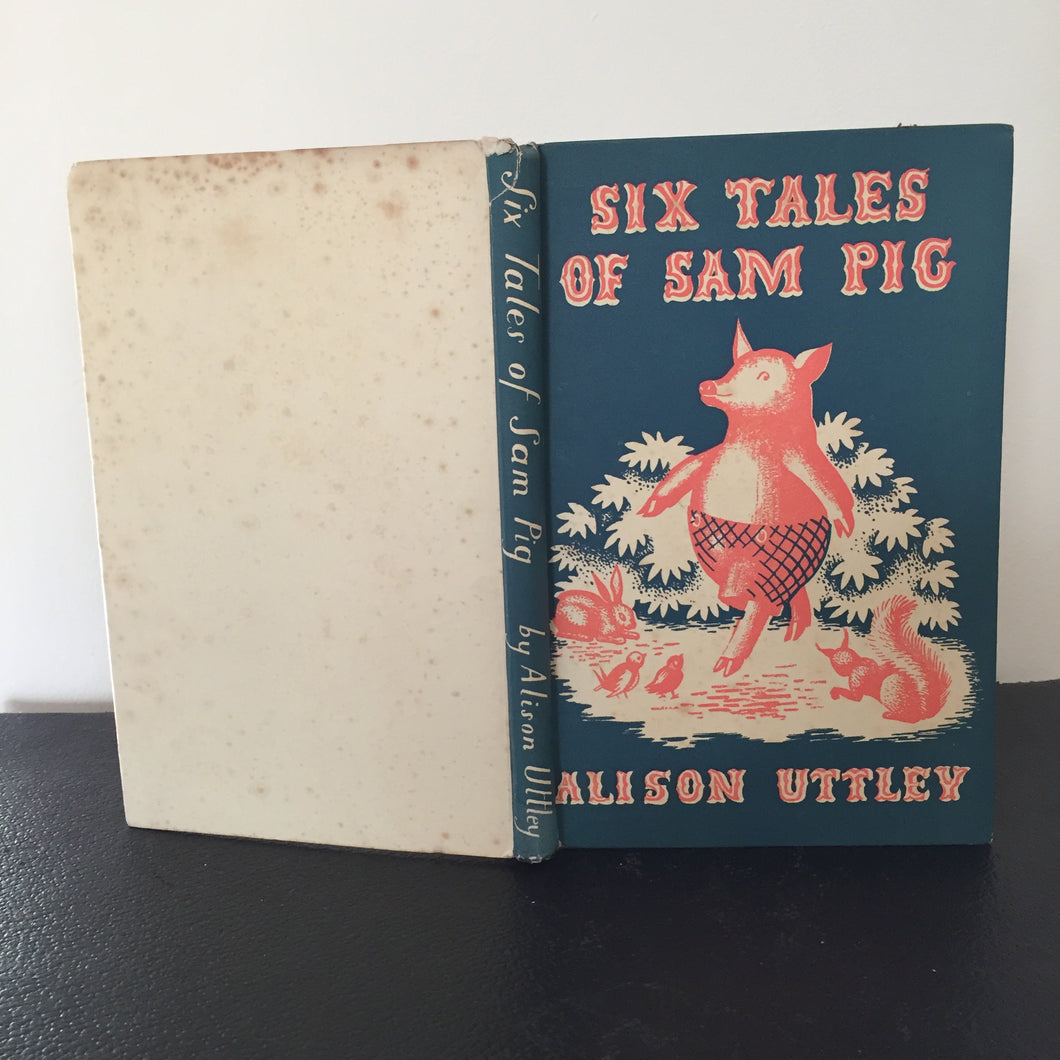 Six Tales of Sam Pig by Alison Uttley
SIX TALES
OF SAM PIG
ALISON UTTLEY